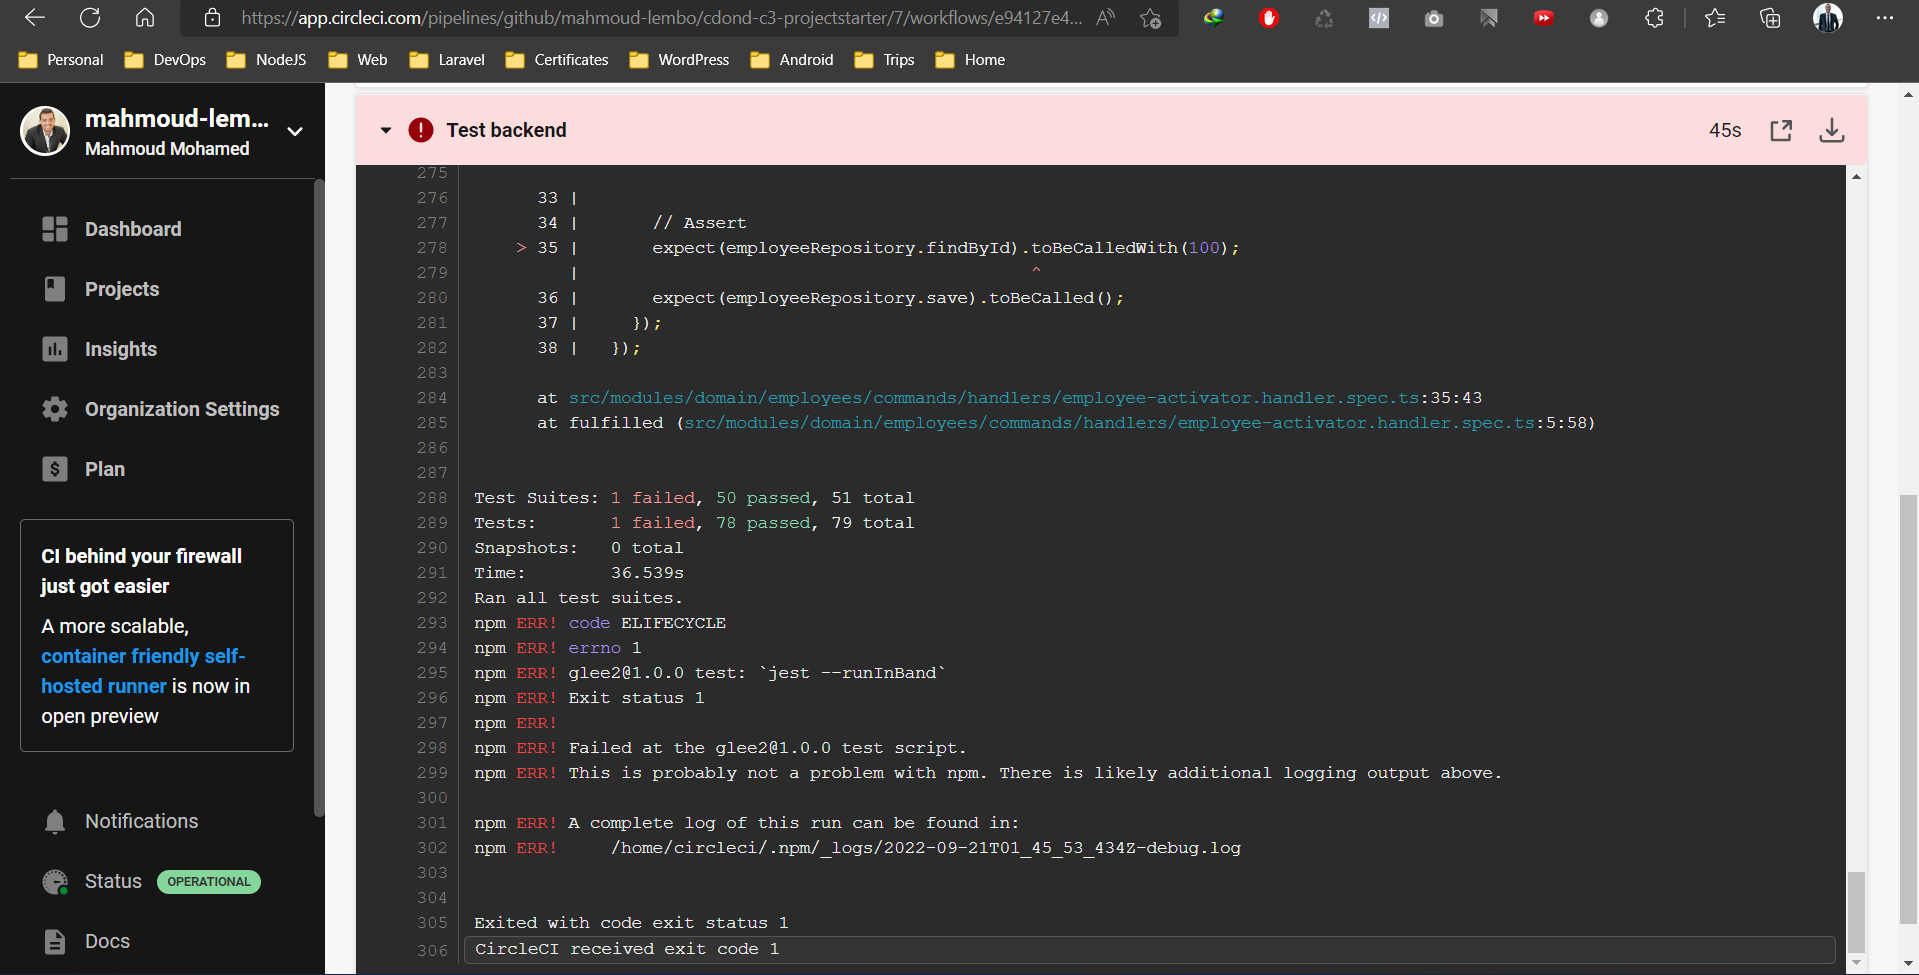 https://app.circleci.com/pipelines/github/mahmoud-lembo/cdond-c3-projectstarter/7/workflows/e94127e4...
Personal DevOps NodeJS Web Laravel Certificates WordPress Android Trips Home
mahmoud-lem...
Mahmoud Mohamed
Dashboard
Projects
Insights
Organization Settings
Plan
CI behind your firewall
just got easier
A more scalable,
container friendly self-
hosted runner is now in
open preview
Notifications
Status OPERATIONAL
Docs
Test backend 45s
275
276 33 |
277 34 | // Assert
278 > 35 | expect(employeeRepository.findById).toBeCalledWith(100);
279 | ^
280 36 | expect(employeeRepository.save).toBeCalled();
281 37 | });
282 38 | });
283
284 at src/modules/domain/employees/commands/handlers/employee-activator.handler.spec.ts:35:43
285 at fulfilled (src/modules/domain/employees/commands/handlers/employee-activator.handler.spec.ts:5:58)
286
287
288 Test Suites: 1 failed, 50 passed, 51 total
289 Tests: 1 failed, 78 passed, 79 total
290 Snapshots: 0 total
291 Time: 36.539s
292 Ran all test suites.
293 npm ERR! code ELIFECYCLE
294 npm ERR! errno 1
295 npm ERR! glee2@1.0.0 test: `jest --runInBand`
296 npm ERR! Exit status 1
297 npm ERR!
298 npm ERR! Failed at the glee2@1.0.0 test script.
299 npm ERR! This is probably not a problem with npm. There is likely additional logging output above.
300
301 npm ERR! A complete log of this run can be found in:
302 npm ERR! /home/circleci/.npm/_logs/2022-09-21T01_45_53_434Z-debug.log
303
304
305 Exited with code exit status 1
306 CircleCI received exit code 1